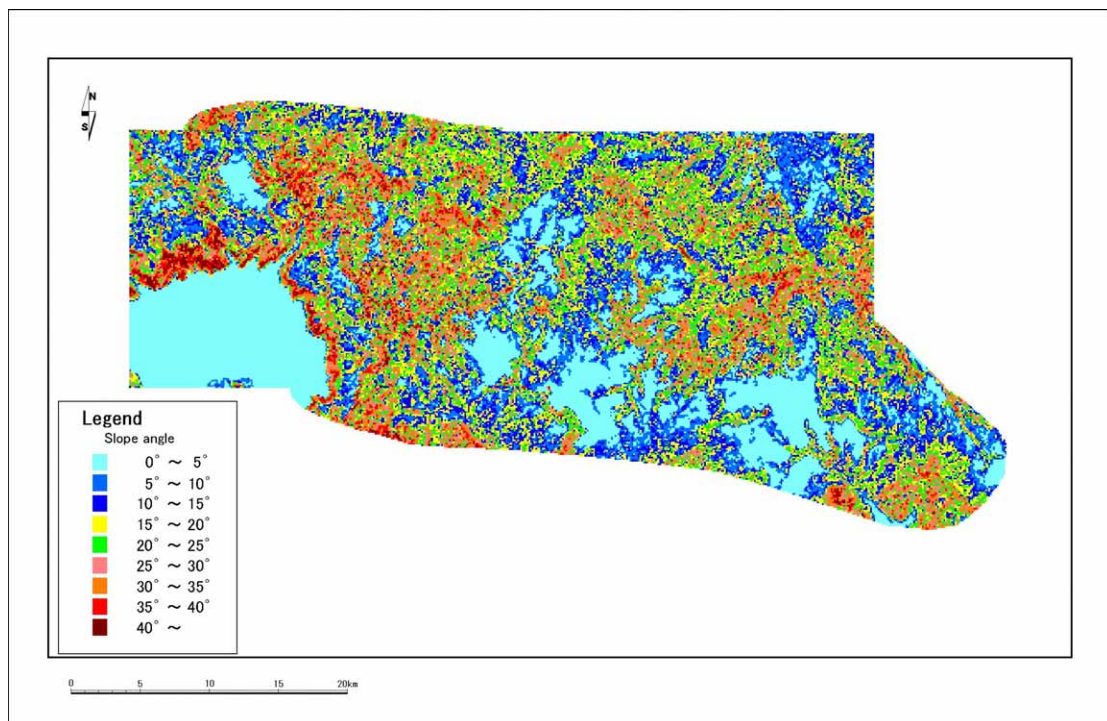 N
S
Legend
Slope angle
0° ～ 5°
5° ～ 10°
10° ～ 15°
15° ～ 20°
20° ～ 25°
25° ～ 30°
30° ～ 35°
35° ～ 40°
40° ～
0 5 10 15 20km